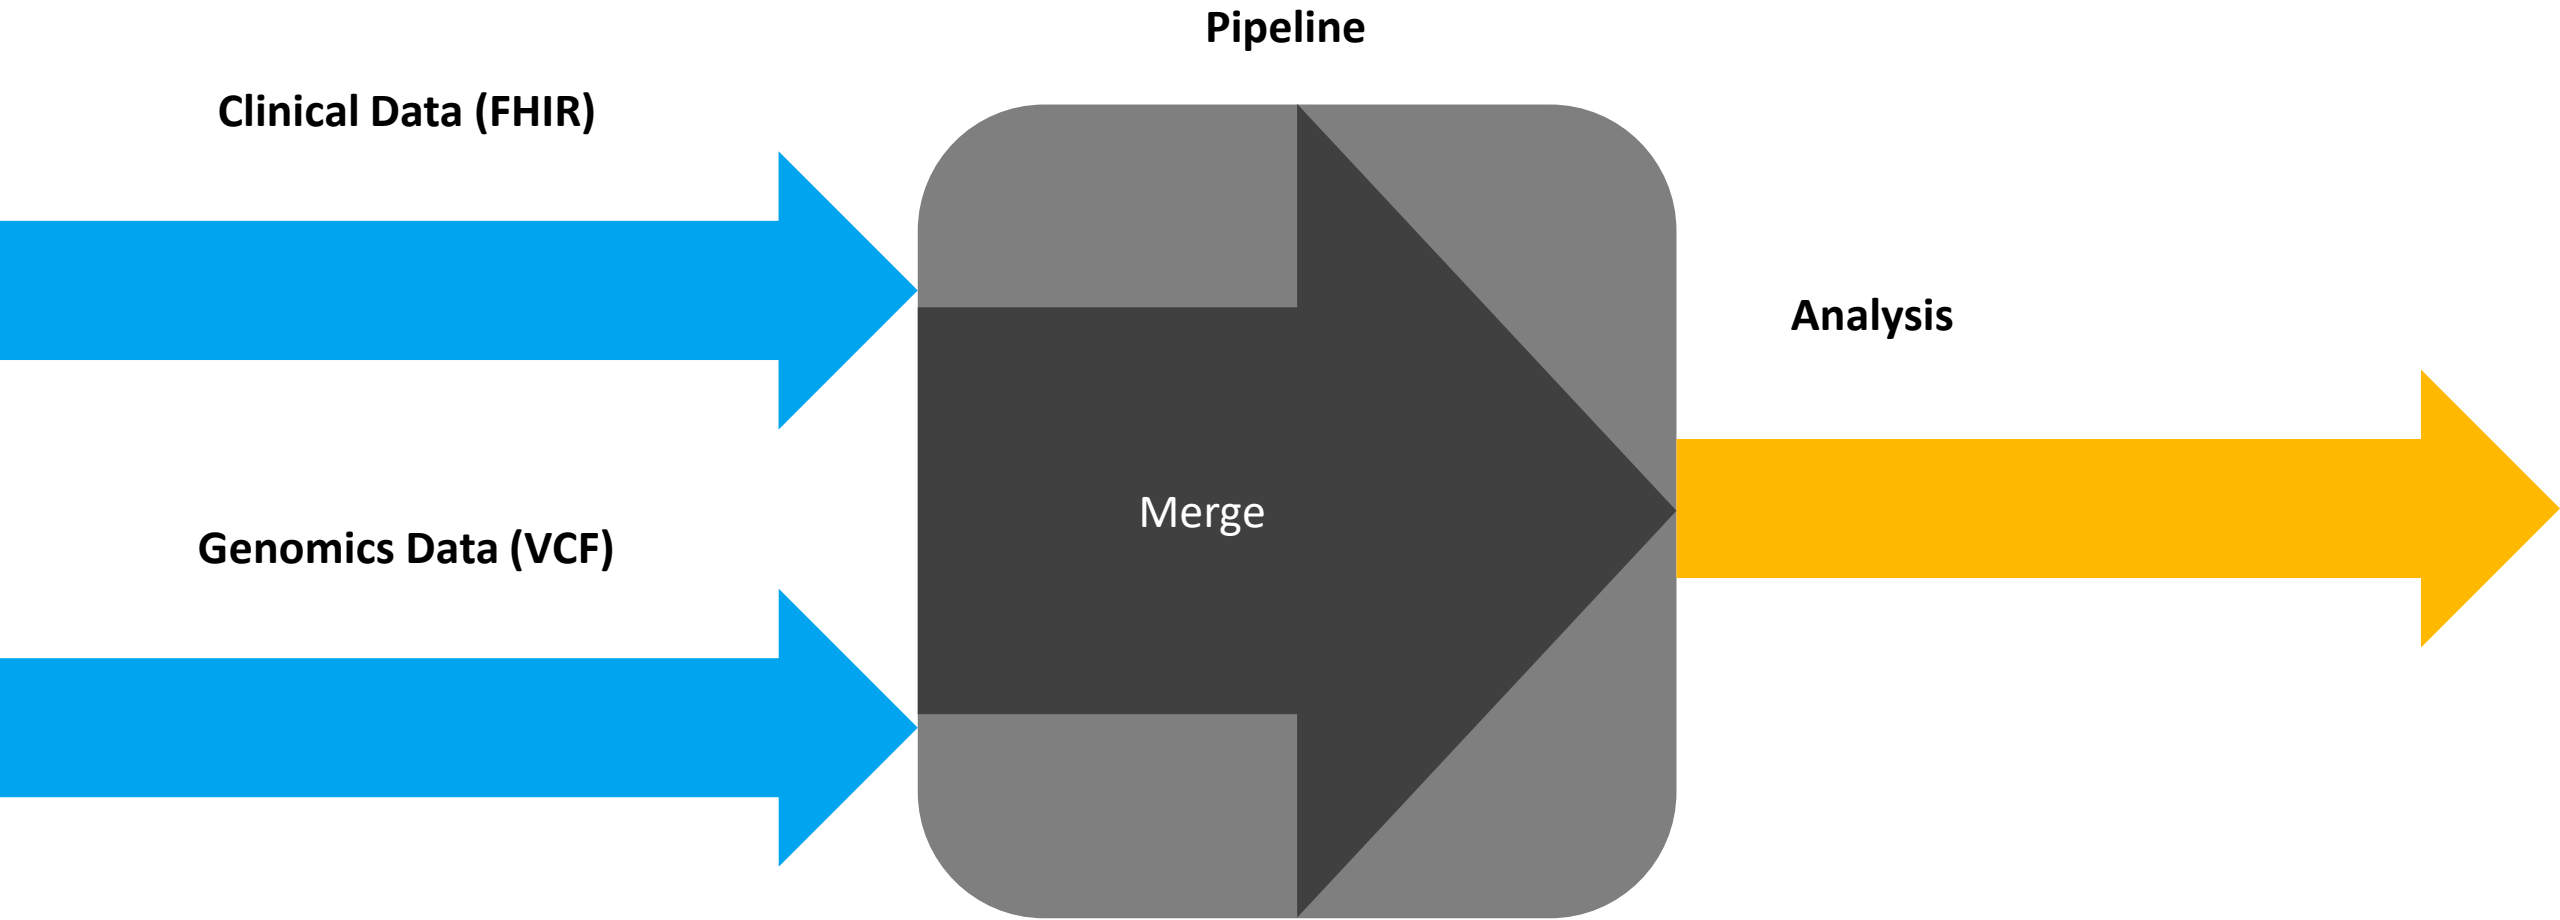 Pipeline
Clinical Data (FHIR)
Analysis
Merge
Genomics Data (VCF)